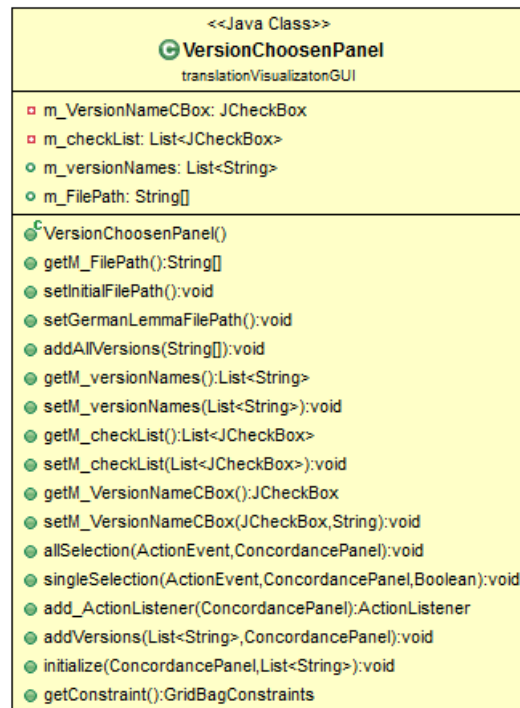 <<Java Class>>
C VersionChoosenPanel
translationVisualizatonGUI
m_VersionNameCBox: JCheckBox
m_checkList: List<JCheckBox>
m_versionNames: List<String>
m_FilePath: String[]
C VersionChoosenPanel()
getM_FilePath():String[]
setInitialFilePath():void
setGermanLemmaFilePath():void
addAllVersions(String[]):void
getM_versionNames():List<String>
setM_versionNames(List<String>):void
getM_checkList():List<JCheckBox>
setM_checkList(List<JCheckBox>):void
getM_VersionNameCBox():JCheckBox
setM_VersionNameCBox(JCheckBox,String):void
allSelection(ActionEvent,ConcordancePanel):void
singleSelection(ActionEvent,ConcordancePanel,Boolean):void
add_ActionListener(ConcordancePanel):ActionListener
addVersions(List<String>,ConcordancePanel):void
initialize(ConcordancePanel,List<String>):void
getConstraint():GridBagConstraints